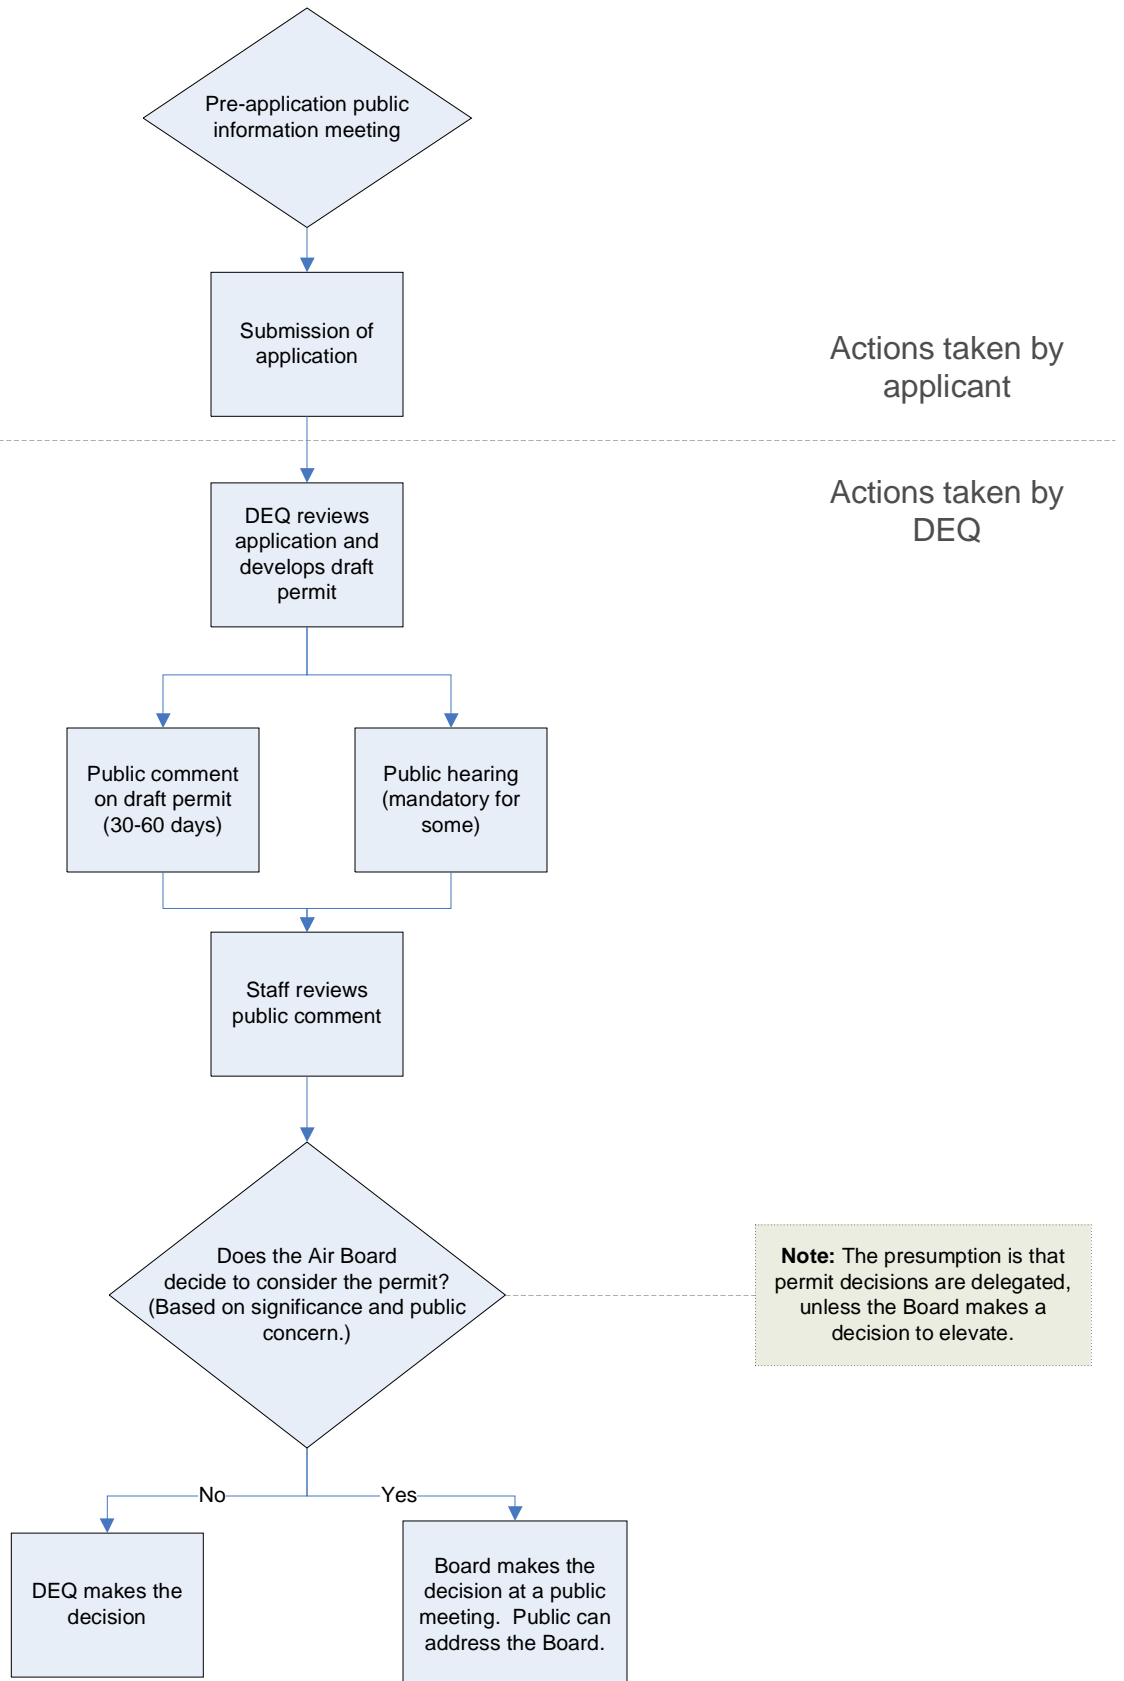 Pre-application public
information meeting
Submission of
application
Actions taken by
applicant
Actions taken by
DEQ
DEQ reviews
application and
develops draft
permit
Public comment
on draft permit
(30-60 days)
Public hearing
(mandatory for
some)
Staff reviews
public comment
Does the Air Board
decide to consider the permit?
(Based on significance and public
concern.)
Note: The presumption is that
permit decisions are delegated,
unless the Board makes a
decision to elevate.
No
Yes
DEQ makes the
decision
Board makes the
decision at a public
meeting.  Public can
address the Board.